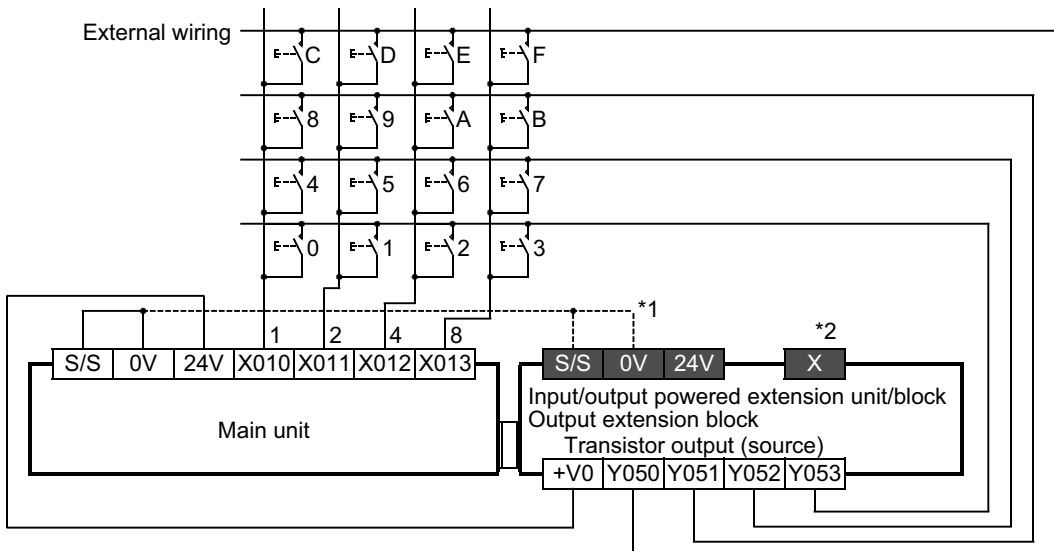 External wiring
C D E F
8 9 A B
4 5 6 7
0 1 2 3
*1
1 2 4 8
*2
S/S 0V 24V X010 X011 X012 X013
S/S 0V 24V X
Main unit
Input/output powered extension unit/block
Output extension block
Transistor output (source)
+V0 Y050 Y051 Y052 Y053